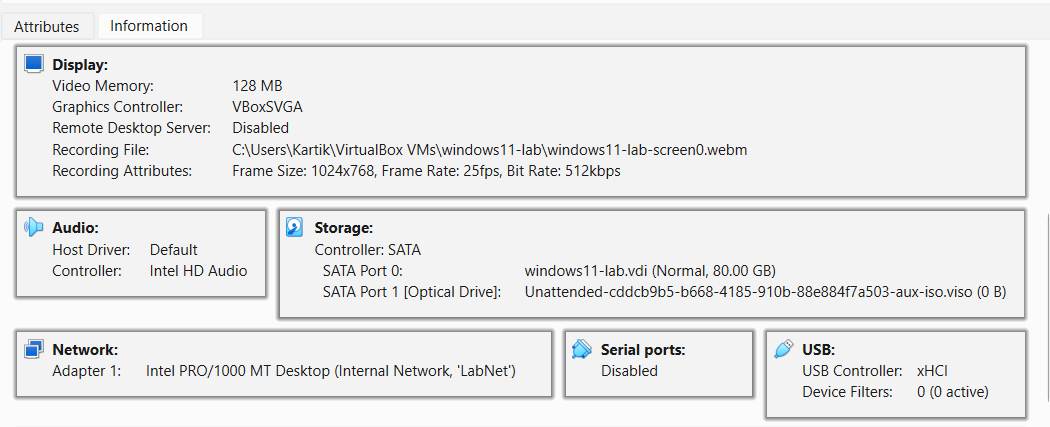 Attributes Information
Display:
Video Memory: 128 MB
Graphics Controller: VBoxSVGA
Remote Desktop Server: Disabled
Recording File: C:\Users\Kartik\VirtualBox VMs\windows11-lab\windows11-lab-screen0.webm
Recording Attributes: Frame Size: 1024x768, Frame Rate: 25fps, Bit Rate: 512kbps
Audio:
Host Driver: Default
Controller: Intel HD Audio
Storage:
Controller: SATA
SATA Port 0: windows11-lab.vdi (Normal, 80.00 GB)
SATA Port 1 [Optical Drive]: Unattended-cddcb9b5-b668-4185-910b-88e884f7a503-aux-iso.viso (0 B)
Network:
Adapter 1: Intel PRO/1000 MT Desktop (Internal Network, 'LabNet')
Serial ports:
Disabled
USB:
USB Controller: xHCI
Device Filters: 0 (0 active)